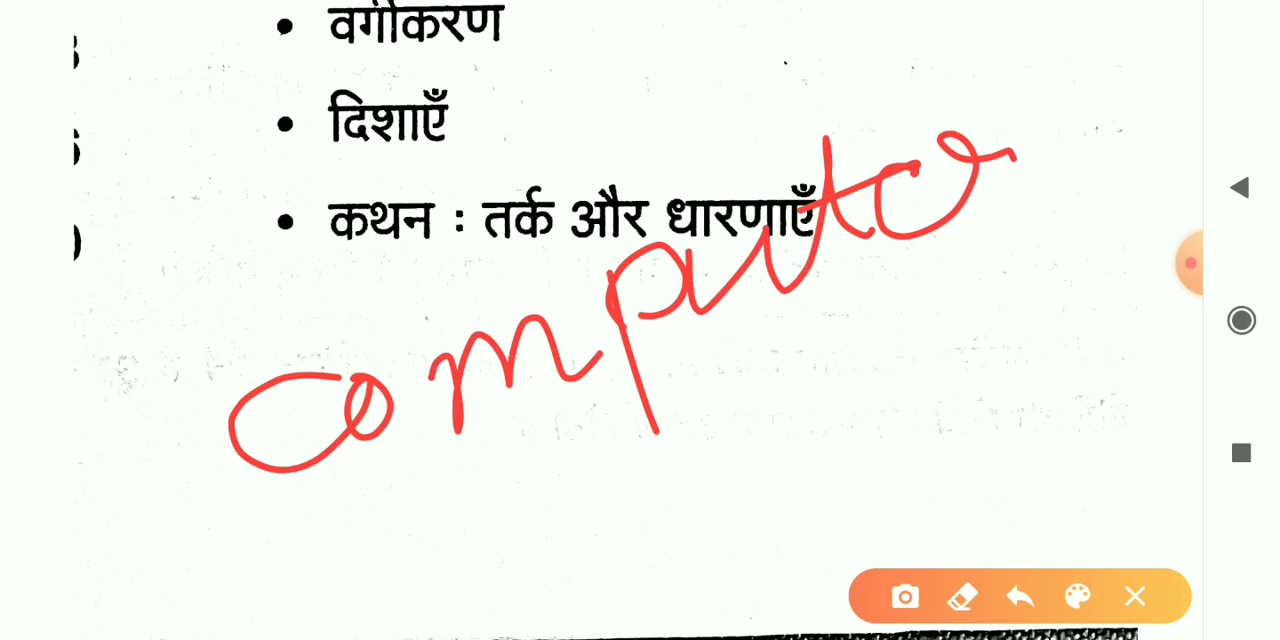 • वर्गीकरण
• दिशाएँ
• कथन : तर्क और धारणाएँ
computer